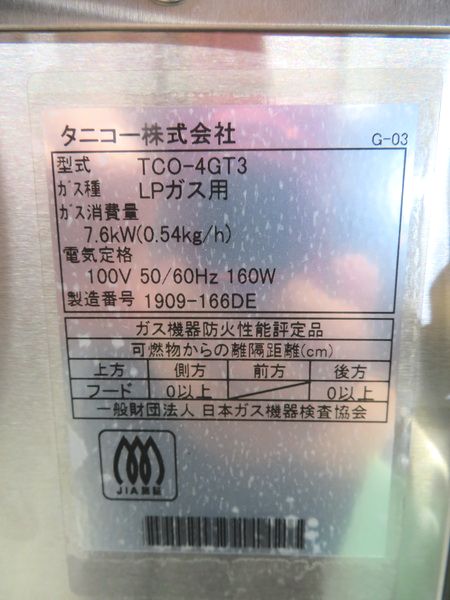 タニコー株式会社
G-03
型式 TCO-4GT3
ガス種 LPガス用
ガス消費量
7.6kW(0.54kg/h)
電気定格
100V 50/60Hz 160W
製造番号 1909-166DE
ガス機器防火性能評定品
可燃物からの離隔距離(cm)
上方 側方 前方 後方
フード 0以上 0以上
一般財団法人 日本ガス機器検査協会
JIA認証